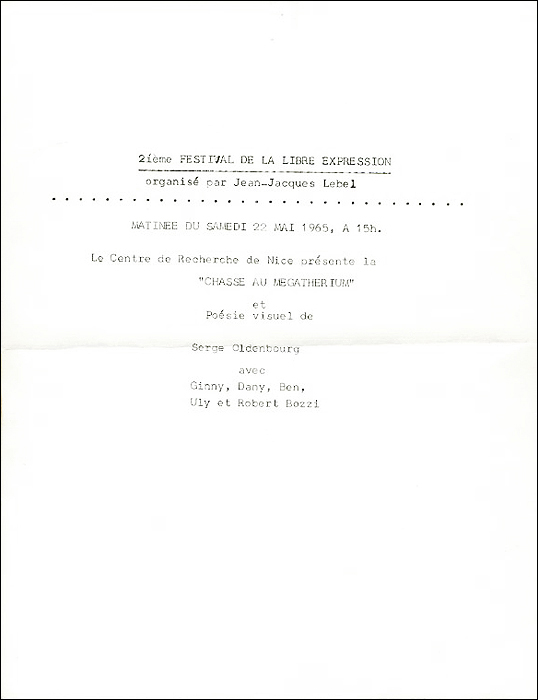 2ième FESTIVAL DE LA LIBRE EXPRESSION
organisé par Jean-Jacques Lebel
MATINEE DU SAMEDI 22 MAI 1965, A 15h.
Le Centre de Recherche de Nice présente la
"CHASSE AU MEGATHERIUM"
et
Poésie visuel de
Serge Oldenbourg
avec
Ginny, Dany, Ben,
Uly et Robert Bozzi